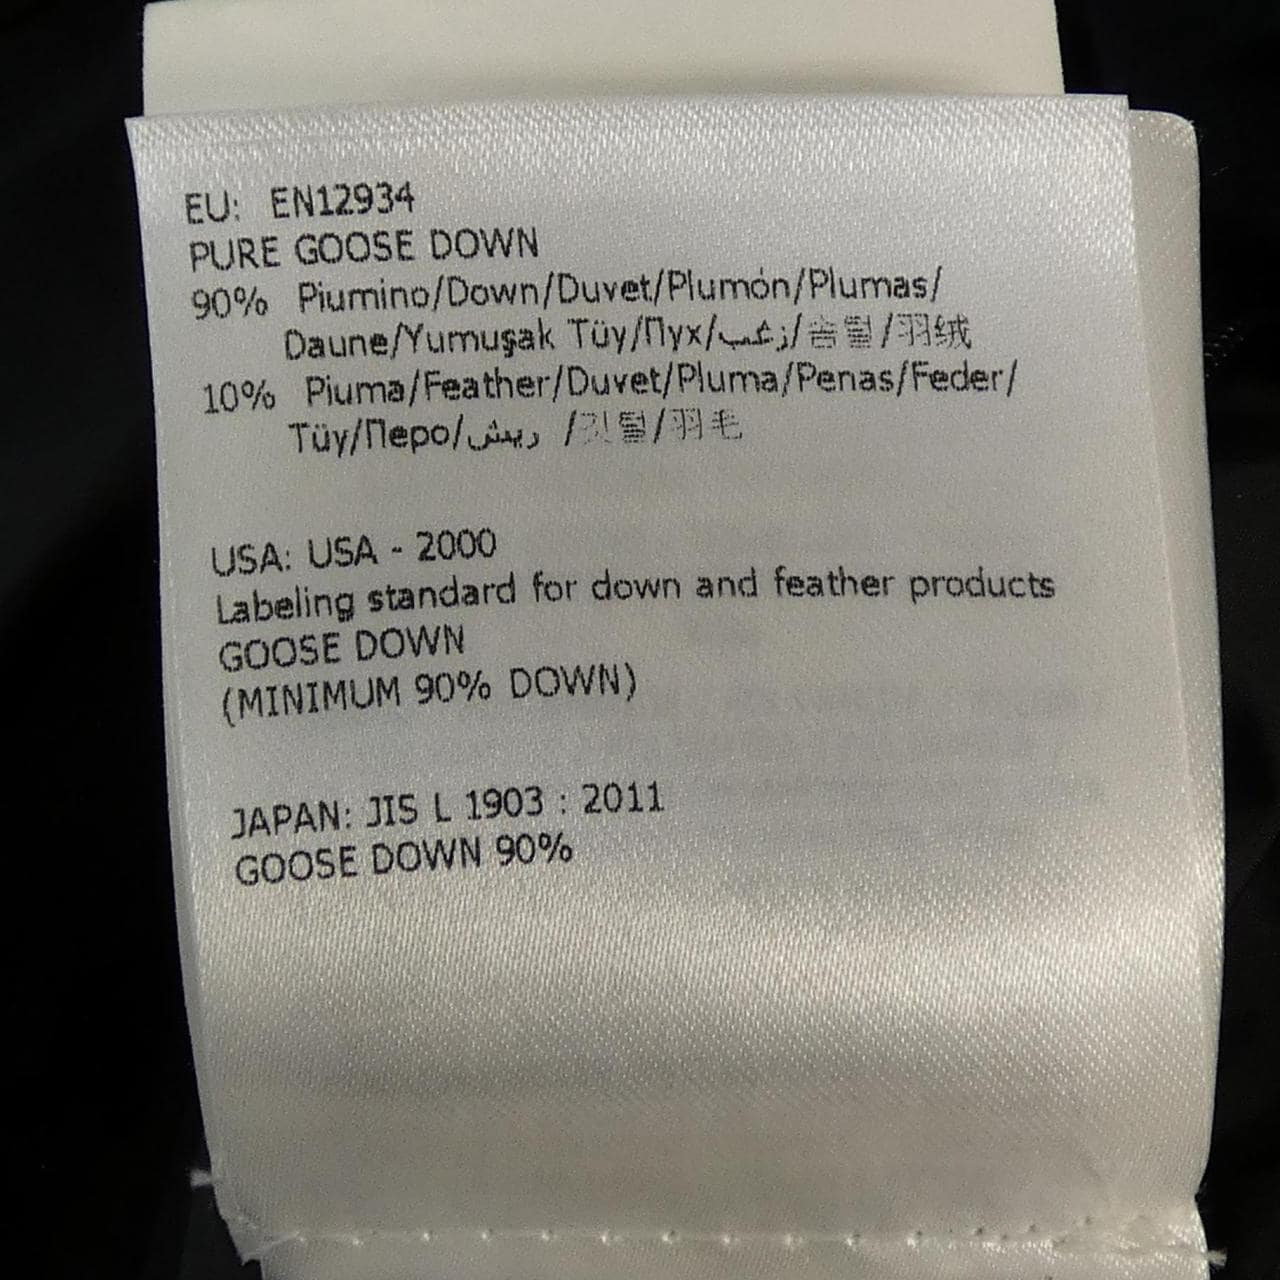 EU: EN12934
PURE GOOSE DOWN
90% Piumino/Down/Duvet/Plumón/Plumas/
Daune/Yumuşak Tüy/Пух/زغب/솜털/羽绒
10% Piuma/Feather/Duvet/Pluma/Penas/Feder/
Tüy/Перо/ريش /깃털/羽毛
USA: USA - 2000
Labeling standard for down and feather products
GOOSE DOWN
(MINIMUM 90% DOWN)
JAPAN: JIS L 1903 : 2011
GOOSE DOWN 90%